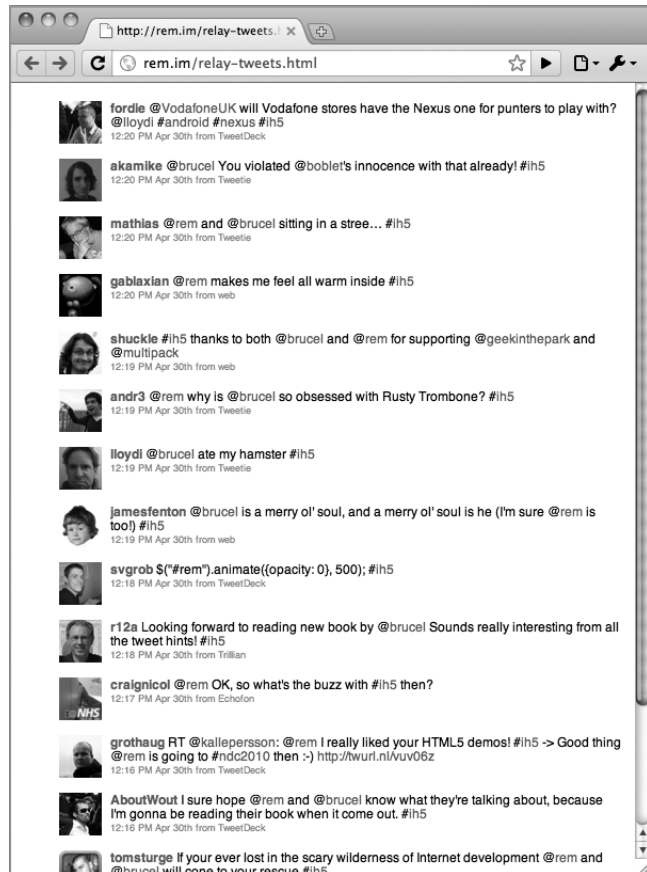 http://rem.im/relay-tweets.
rem.im/relay-tweets.html
fordie @VodafoneUK will Vodafone stores have the Nexus one for punters to play with?
@lloydi #android #nexus #ih5
12:20 PM Apr 30th from TweetDeck
akamike @brucel You violated @boblet's innocence with that already! #ih5
12:20 PM Apr 30th from Tweetie
mathias @rem and @brucel sitting in a stree... #ih5
12:20 PM Apr 30th from Tweetie
gablaxian @rem makes me feel all warm inside #ih5
12:20 PM Apr 30th from web
shuckle #ih5 thanks to both @brucel and @rem for supporting @geekinthepark and
@multipack
12:19 PM Apr 30th from web
andr3 @rem why is @brucel so obsessed with Rusty Trombone? #ih5
12:19 PM Apr 30th from Tweetie
lloydi @brucel ate my hamster #ih5
12:19 PM Apr 30th from Tweetie
jamesfenton @brucel is a merry ol' soul, and a merry ol' soul is he (I'm sure @rem is
too!) #ih5
12:19 PM Apr 30th from web
svgrob $("#rem").animate({opacity: 0}, 500); #ih5
12:18 PM Apr 30th from TweetDeck
r12a Looking forward to reading new book by @brucel Sounds really interesting from all
the tweet hints! #ih5
12:18 PM Apr 30th from Trillian
craignicol @rem OK, so what's the buzz with #ih5 then?
12:17 PM Apr 30th from Echofon
NHS
grothaug RT @kallepersson: @rem I really liked your HTML5 demos! #ih5 -> Good thing
@rem is going to #ndc2010 then :-) http://twurl.nl/vuv06z
12:16 PM Apr 30th from TweetDeck
AboutWout I sure hope @rem and @brucel know what they're talking about, because
I'm gonna be reading their book when it come out. #ih5
12:16 PM Apr 30th from TweetDeck
tomsturge If your ever lost in the scary wilderness of Internet development @rem and
@brucel will cone to your rescue #ih5